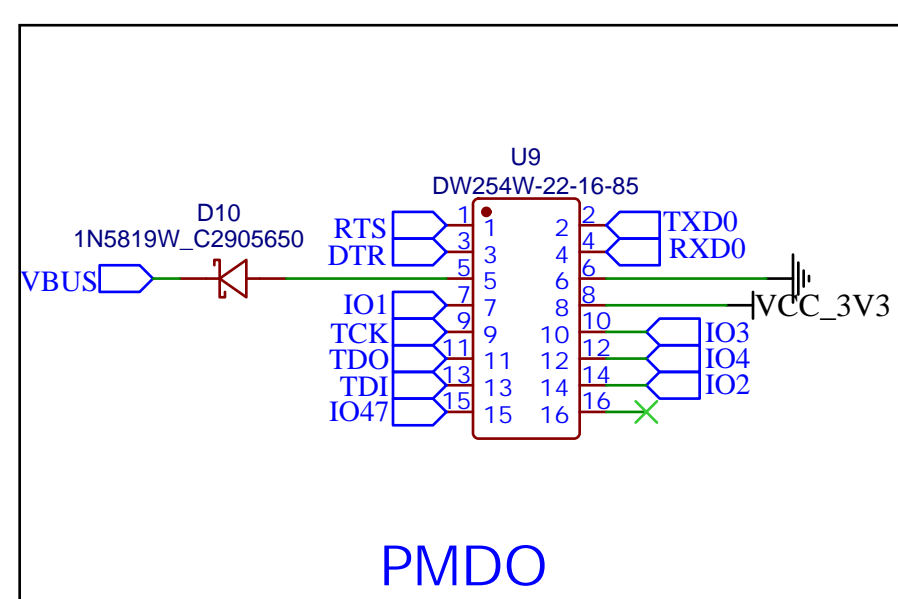 U9
DW254W-22-16-85
D10
1N5819W_C2905650
RTS 1 1 2 2 TXD0
DTR 3 3 4 4 RXD0
VBUS 5 5 6 6
IO1 7 7 8 8 VCC_3V3
TCK 9 9 10 10 IO3
TDO 11 11 12 12 IO4
TDI 13 13 14 14 IO2
IO47 15 15 16 16
PMDO